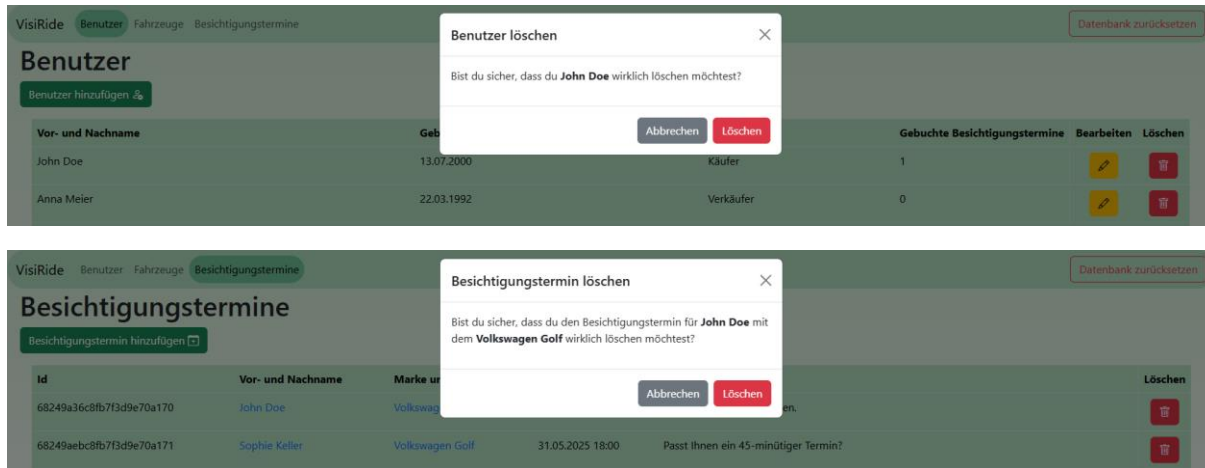 VisiRide Benutzer Fahrzeuge Besichtigungstermine Datenbank zurücksetzen
Benutzer löschen
Benutzer
Bist du sicher, dass du John Doe wirklich löschen möchtest?
Benutzer hinzufügen
Abbrechen Löschen
Vor- und Nachname Geb Gebuchte Besichtigungstermine Bearbeiten Löschen
John Doe 13.07.2000 Käufer 1
Anna Meier 22.03.1992 Verkäufer 0
VisiRide Benutzer Fahrzeuge Besichtigungstermine Datenbank zurücksetzen
Besichtigungstermin löschen
Besichtigungstermine
Bist du sicher, dass du den Besichtigungstermin für John Doe mit
dem Volkswagen Golf wirklich löschen möchtest?
Besichtigungstermin hinzufügen
Abbrechen Löschen
Id Vor- und Nachname Marke un Löschen
68249a36c8fb7f3d9e70a170 John Doe Volkswag en.
68249aebc8fb7f3d9e70a171 Sophie Keller Volkswagen Golf 31.05.2025 18:00 Passt Ihnen ein 45-minütiger Termin?